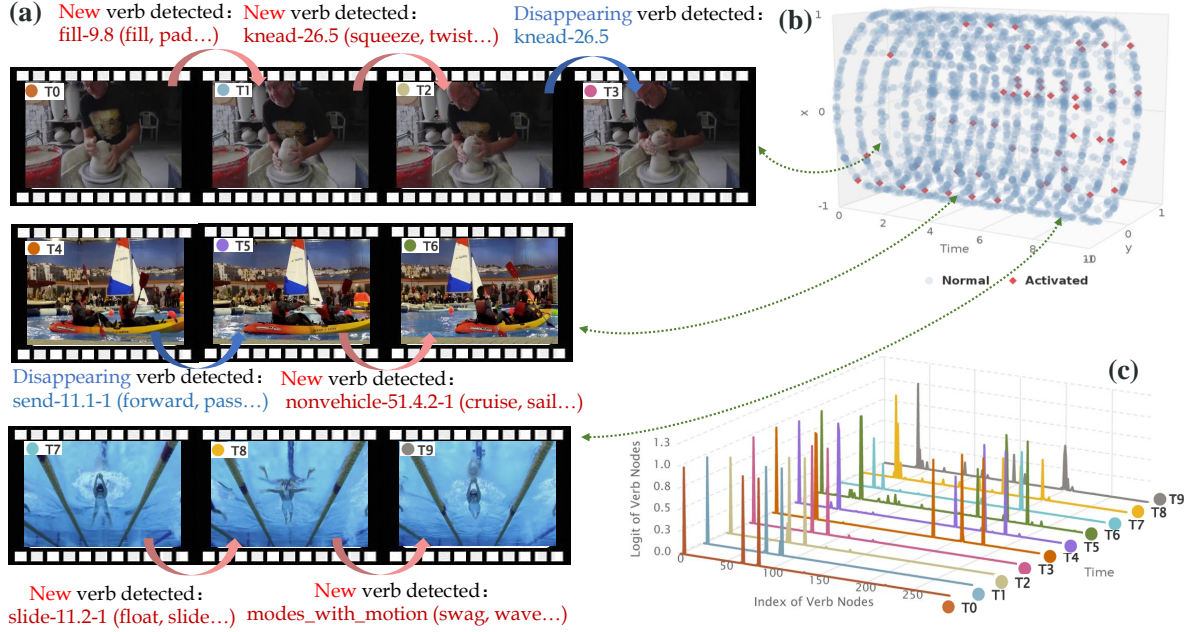 (a)
New verb detected:
fill-9.8 (fill, pad...)
New verb detected:
knead-26.5 (squeeze, twist...)
Disappearing verb detected:
knead-26.5
T0
T1
T2
T3
T4
T5
T6
Disappearing verb detected:
send-11.1-1 (forward, pass...)
New verb detected:
nonvehicle-51.4.2-1 (cruise, sail...)
T7
T8
T9
New verb detected:
slide-11.2-1 (float, slide...)
New verb detected:
modes_with_motion (swag, wave...)
(b)
1
0
-1
x
0
2
4
6
8
10
Time
-1
0
1
y
Normal
Activated
(c)
1.3
1.0
0.8
0.5
0.3
0.0
Logit of Verb Nodes
0
50
100
150
200
250
Index of Verb Nodes
T0
T1
T2
T3
T4
T5
T6
T7
T8
T9
Time